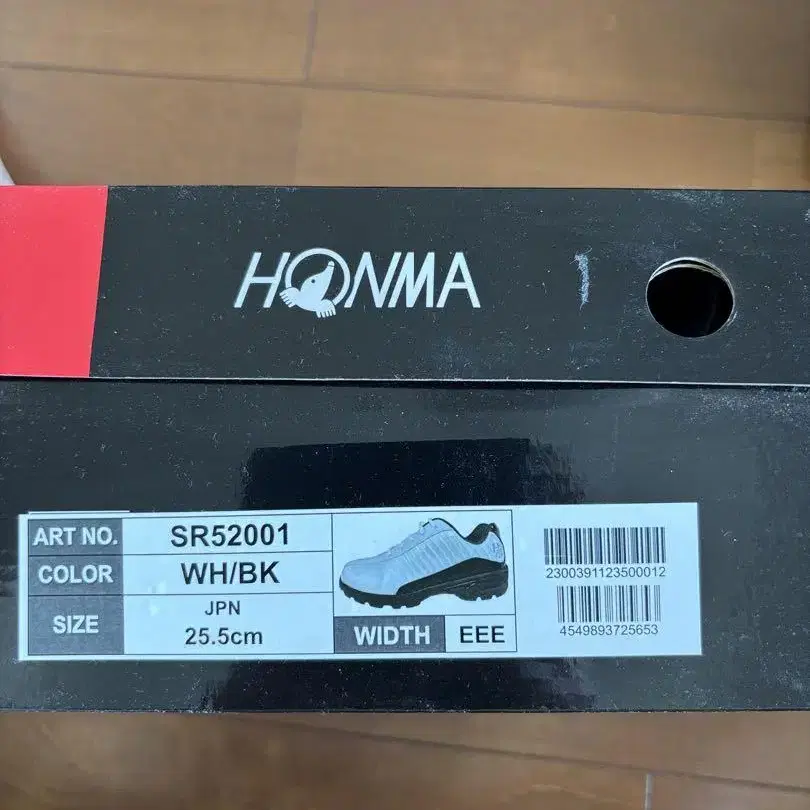 HONMA
ART NO. SR52001
COLOR WH/BK
SIZE JPN
25.5cm
WIDTH EEE
2300391123500012
4549893725653